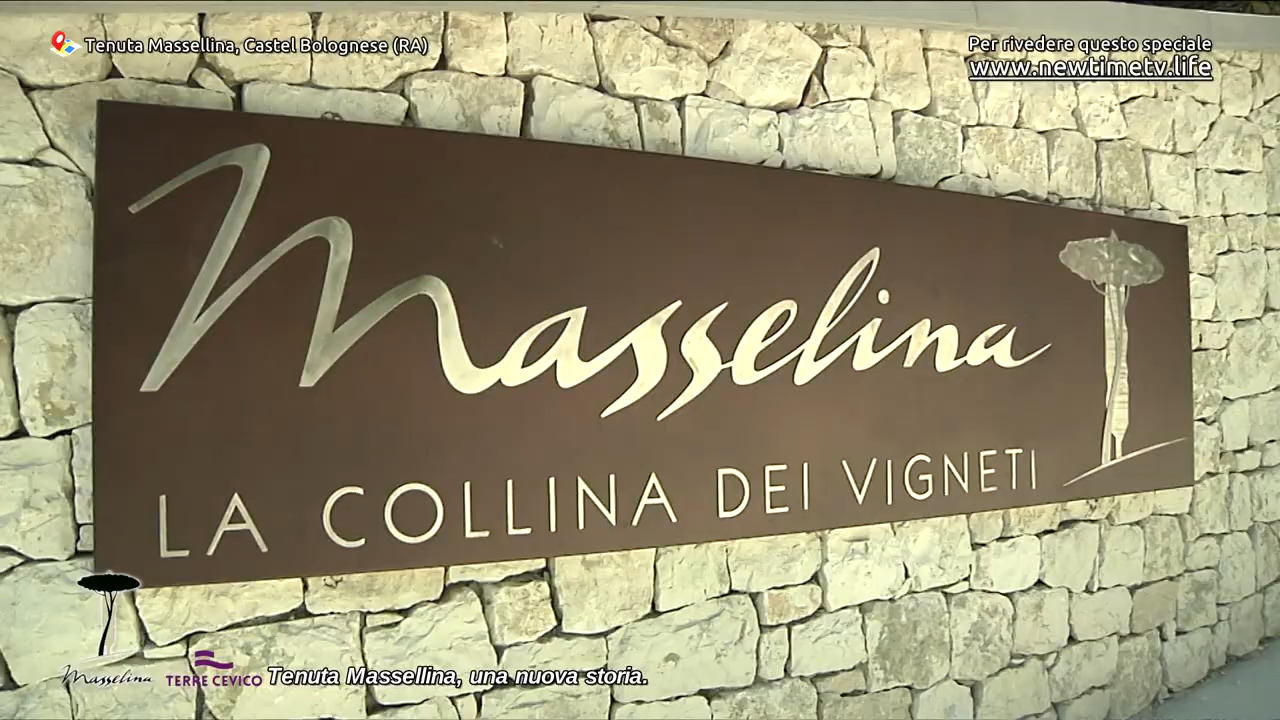 Tenuta Massellina, Castel Bolognese (RA)
Per rivedere questo speciale
www.newtimetv.life
Masselina
LA COLLINA DEI VIGNETI
Masselina
TERRE CEVICO
Tenuta Massellina, una nuova storia.